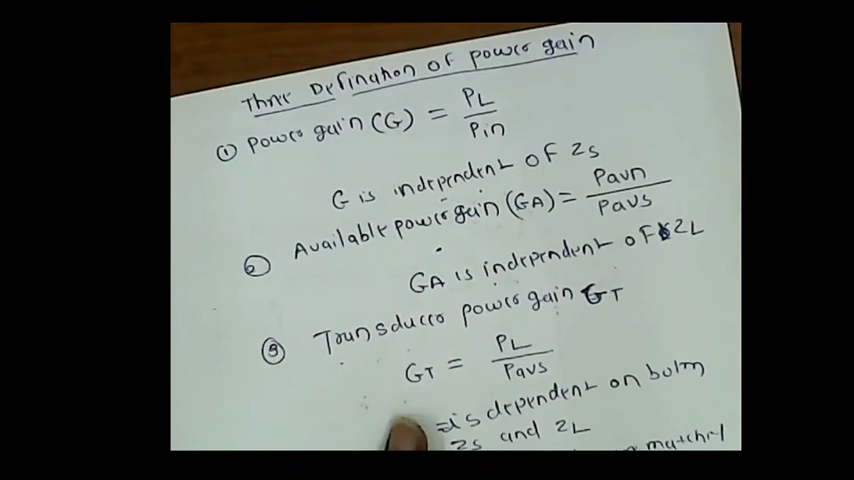 Three Definition of power gain
① power gain (G) = PL / Pin
G is independent of Zs
② Available power gain (GA) = Pavn / Pavs
GA is independent of ZL
③ Transducer power gain GT
GT = PL / Pavs
is dependent on both
Zs and ZL
matched